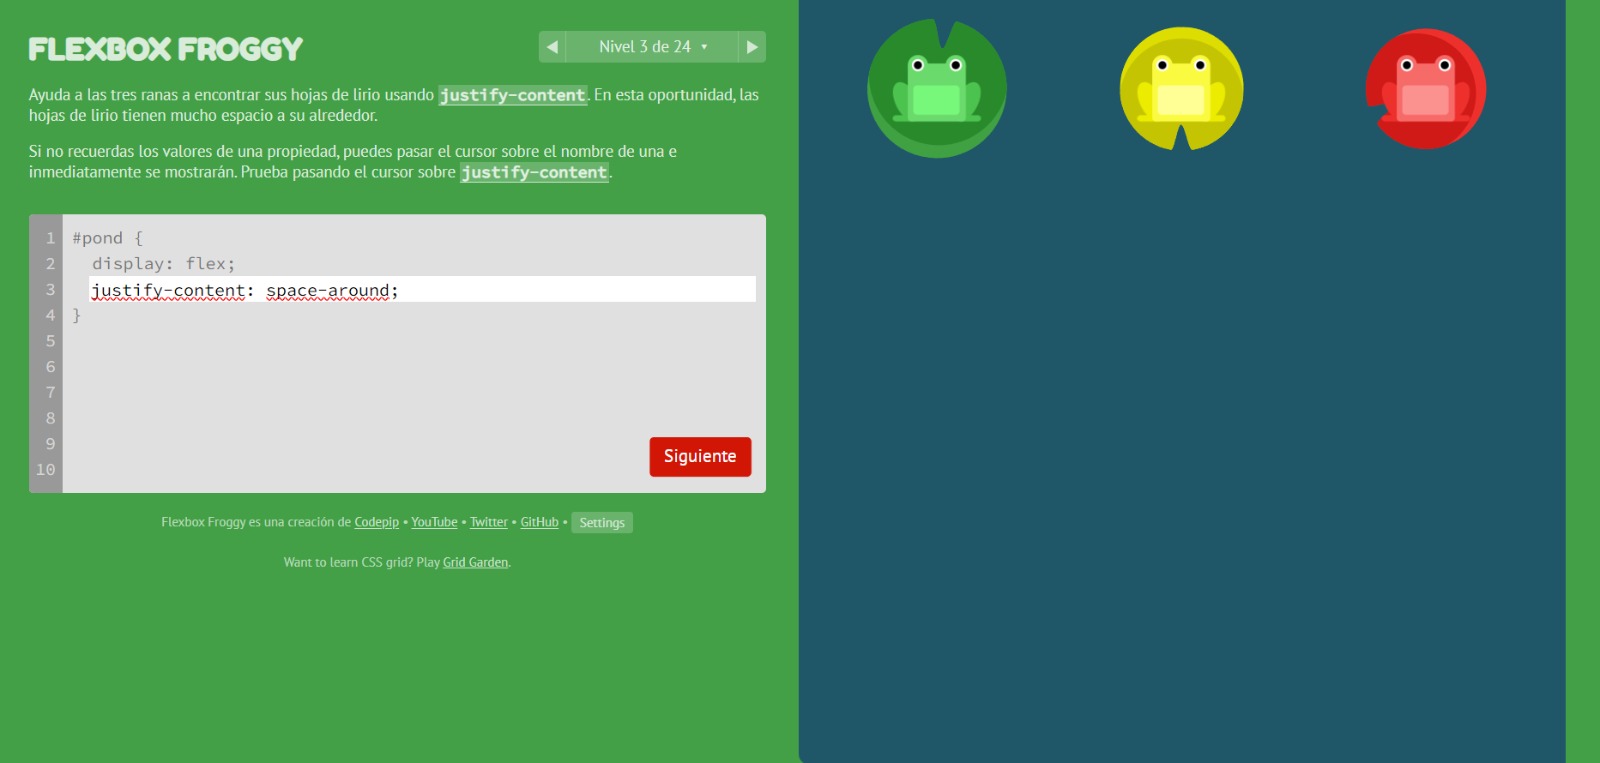 FLEXBOX FROGGY
Nivel 3 de 24
Ayuda a las tres ranas a encontrar sus hojas de lirio usando justify-content. En esta oportunidad, las
hojas de lirio tienen mucho espacio a su alrededor.
Si no recuerdas los valores de una propiedad, puedes pasar el cursor sobre el nombre de una e
inmediatamente se mostrarán. Prueba pasando el cursor sobre justify-content.
1 #pond {
2 display: flex;
3 justify-content: space-around;
4 }
5
6
7
8
9
10
Siguiente
Flexbox Froggy es una creación de Codepip • YouTube • Twitter • GitHub • Settings
Want to learn CSS grid? Play Grid Garden.